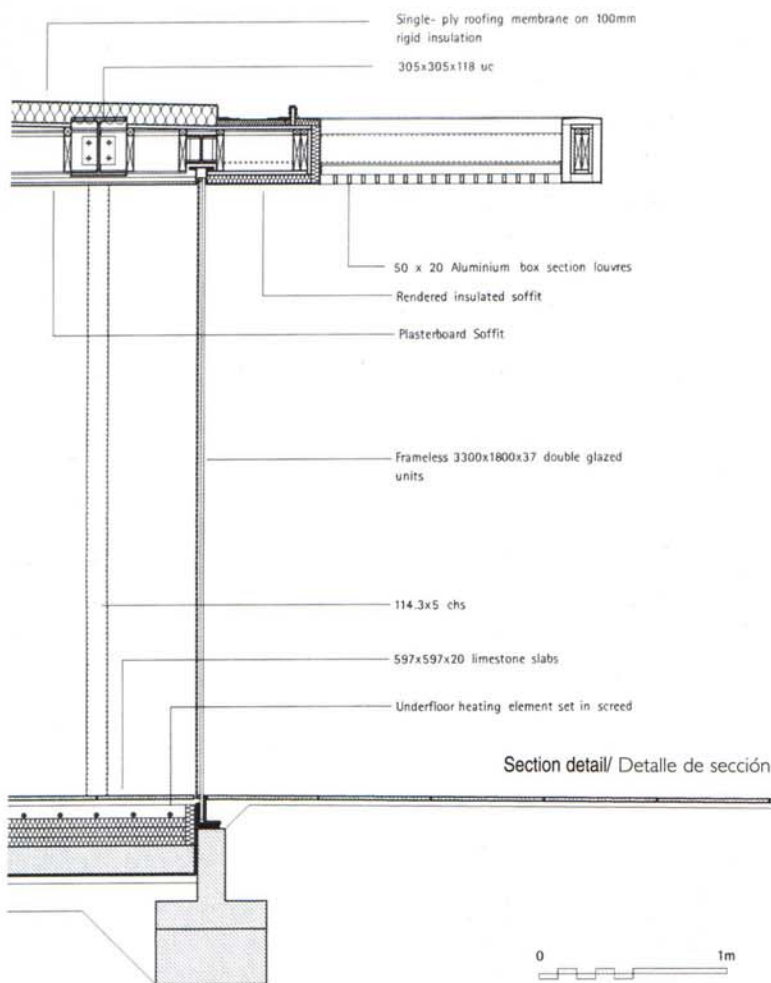 Single- ply roofing membrane on 100mm
rigid insulation
305x305x118 uc
50 x 20 Aluminium box section louvres
Rendered insulated soffit
Plasterboard Soffit
Frameless 3300x1800x37 double glazed
units
114.3x5 chs
597x597x20 limestone slabs
Underfloor heating element set in screed
Section detail/ Detalle de sección
0 1m